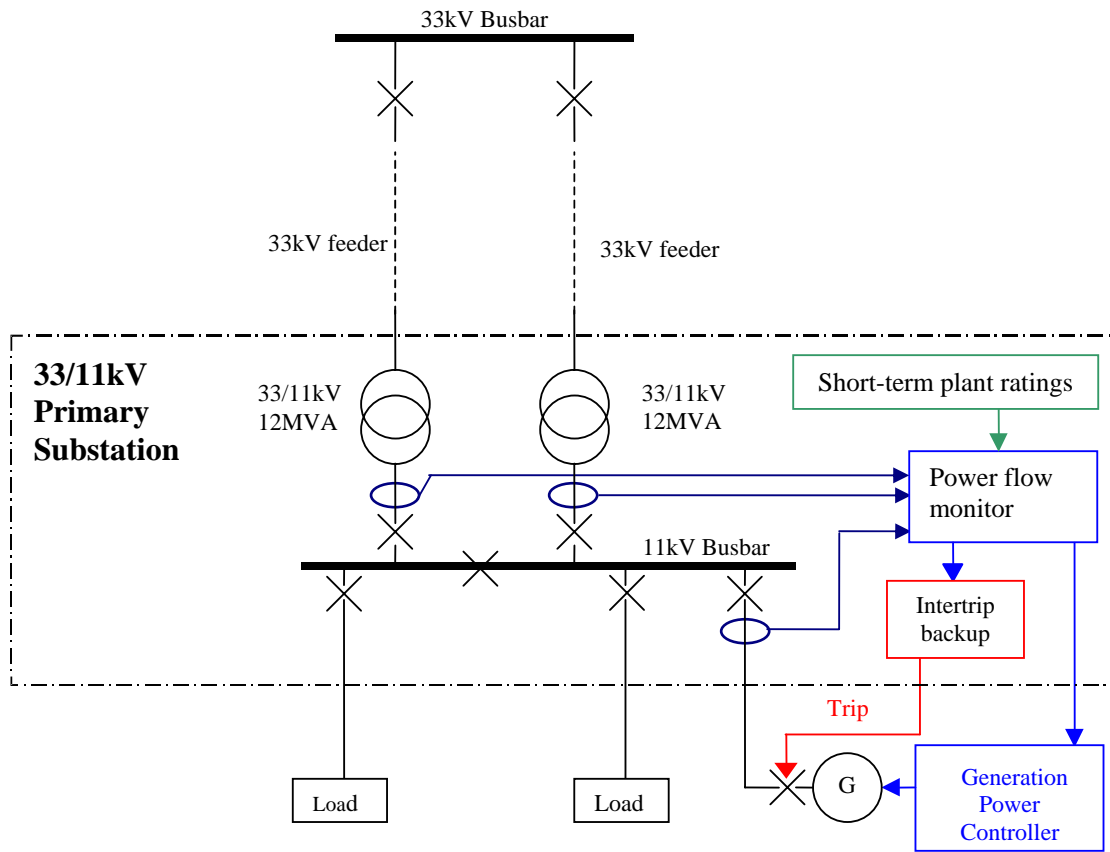 33kV Busbar
33kV feeder
33kV feeder
33/11kV
Primary
Substation
33/11kV
12MVA
33/11kV
12MVA
Short-term plant ratings
Power flow
monitor
11kV Busbar
Intertrip
backup
Trip
Load
Load
G
Generation
Power
Controller